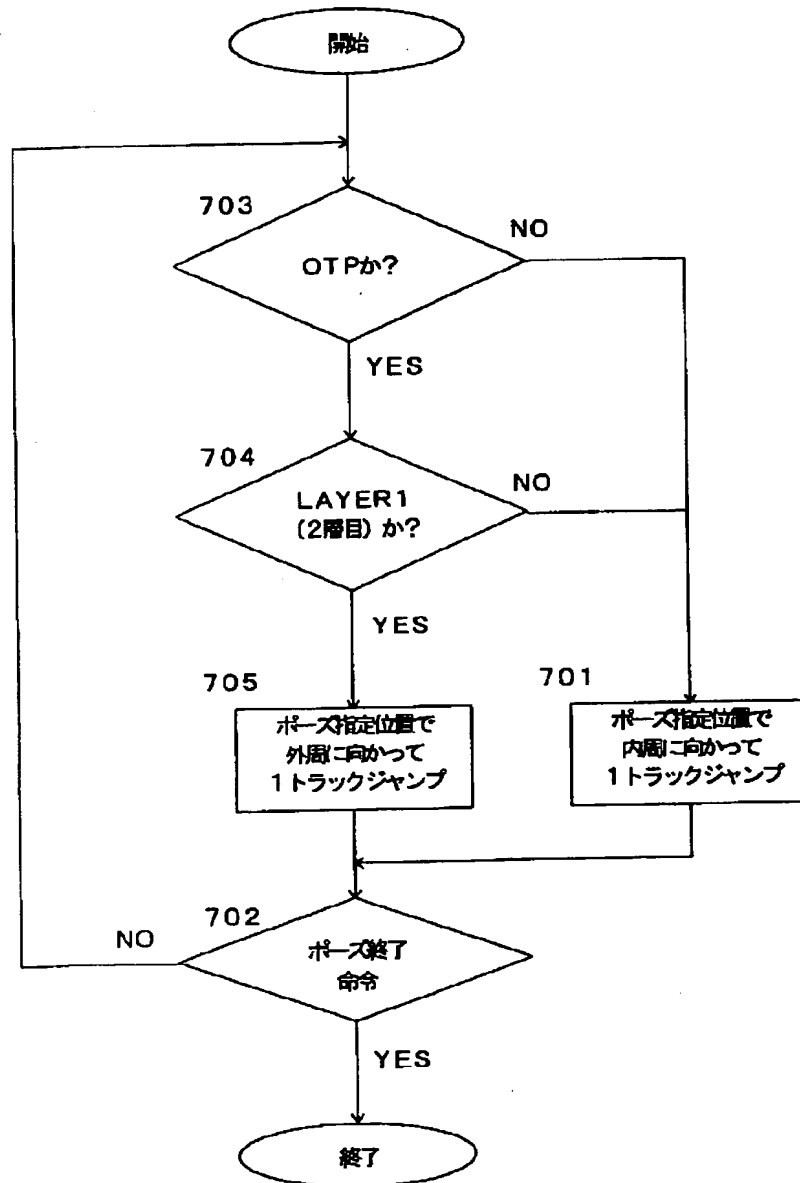 開始
703
NO
OTPか?
YES
704
NO
LAYER1
(2層目)か?
YES
705
701
ポーズ指定位置で
外周に向かって
1トラックジャンプ
ポーズ指定位置で
内周に向かって
1トラックジャンプ
702
NO
ポーズ終了
命令
YES
終了